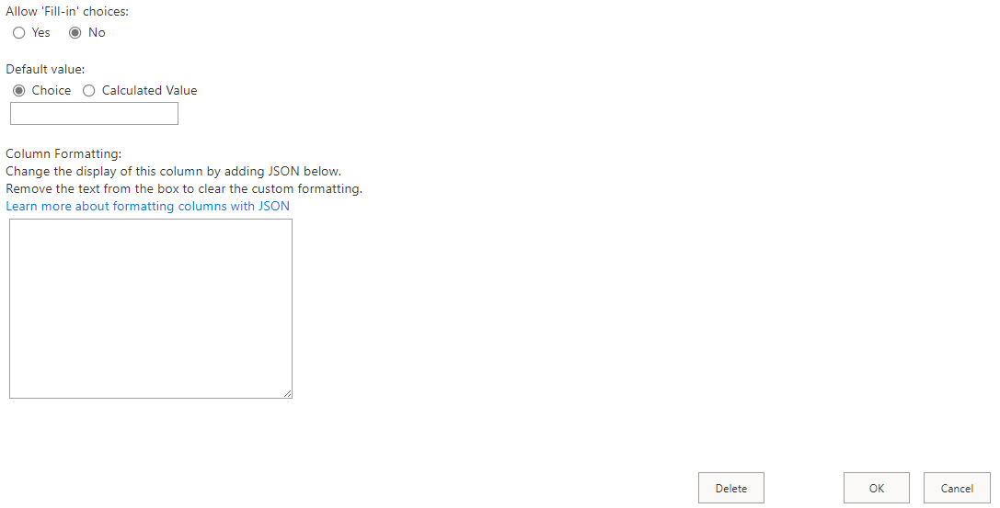 Allow 'Fill-in' choices:
Yes No
Default value:
Choice Calculated Value
Column Formatting:
Change the display of this column by adding JSON below.
Remove the text from the box to clear the custom formatting.
Learn more about formatting columns with JSON
Delete OK Cancel